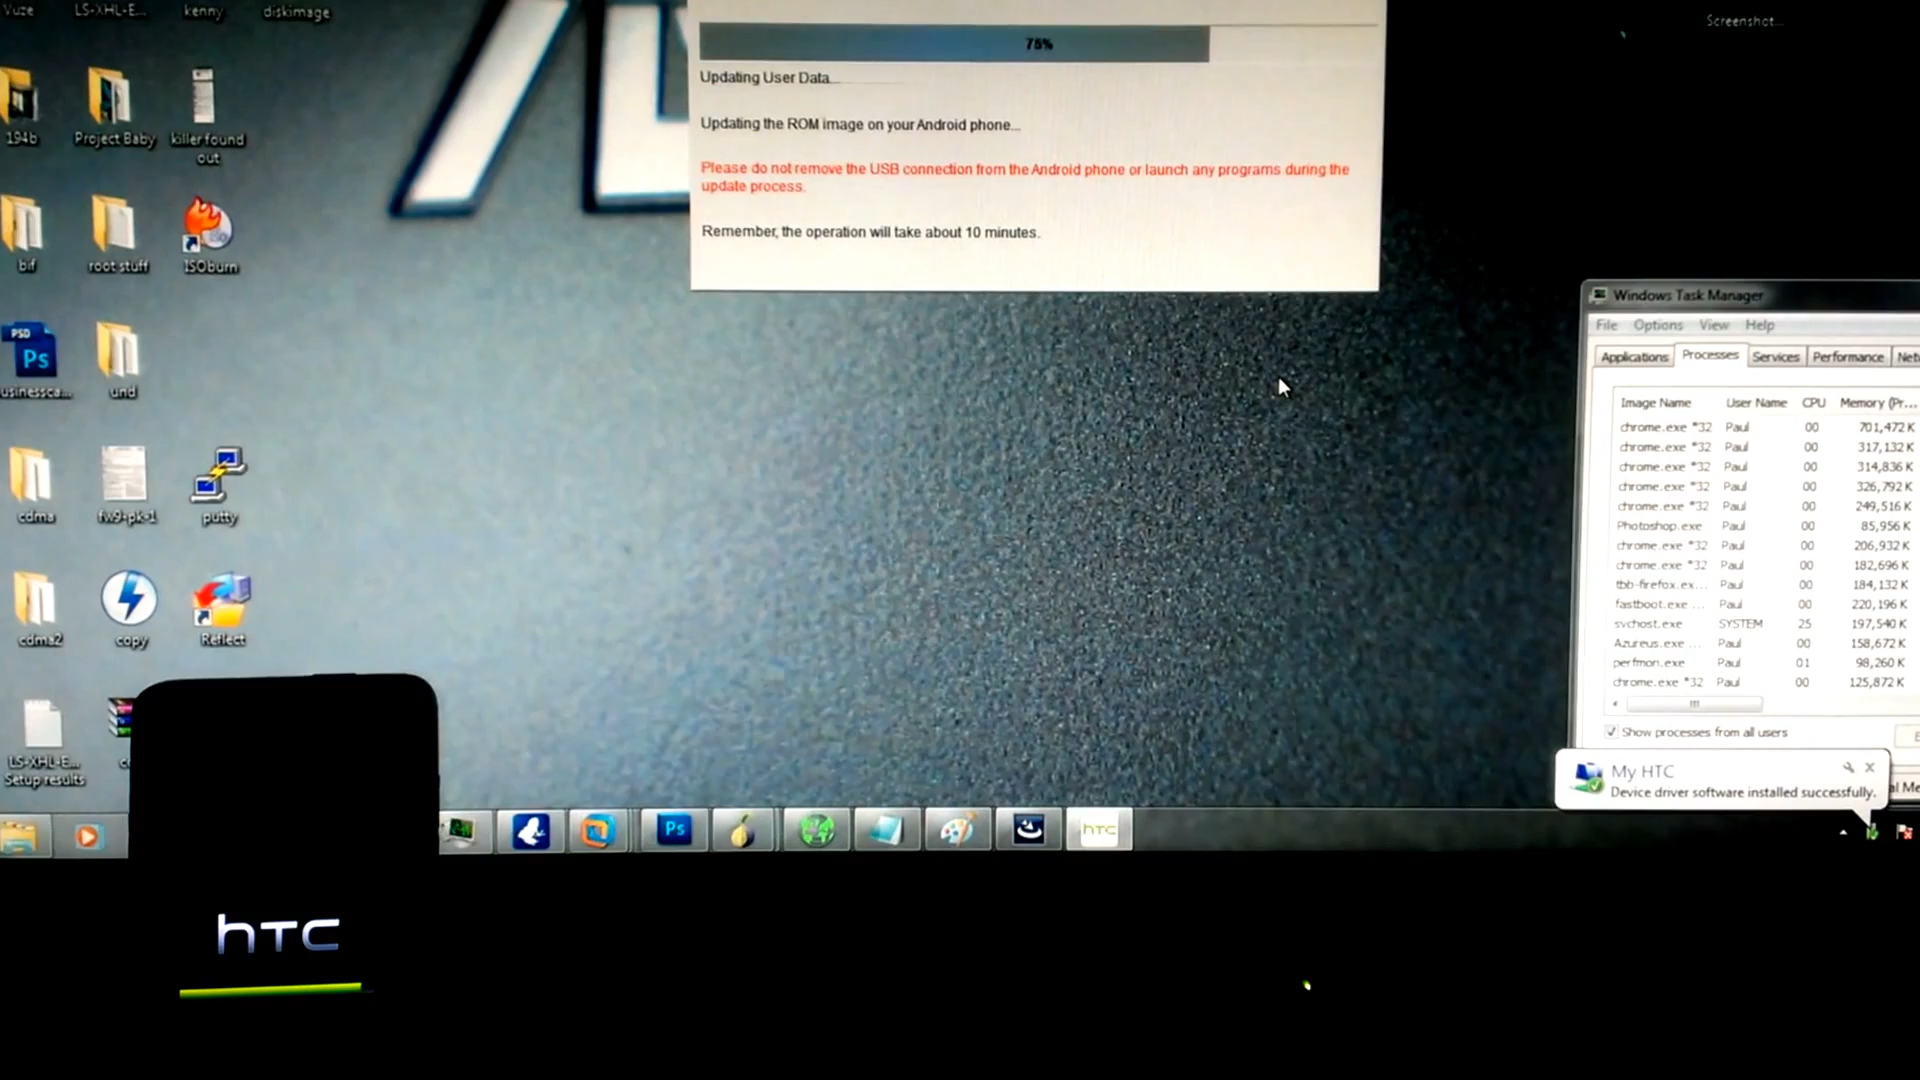 Vuze
LS-XHL-E...
kenny
diskimage
Screenshot...
75%
Updating User Data...
Updating the ROM image on your Android phone...
Please do not remove the USB connection from the Android phone or launch any programs during the
update process.
Remember, the operation will take about 10 minutes.
194b
Project Baby
killer found
out
bif
root stuff
ISOburn
PSD
Ps
usinessca...
und
cdma
fw9-pk-1
putty
cdma2
copy
Reflect
LS-XHL-E...
Setup results
Windows Task Manager
File Options View Help
Applications Processes Services Performance Net
Image Name User Name CPU Memory (Pr...
chrome.exe *32 Paul 00 701,472 K
chrome.exe *32 Paul 00 317,132 K
chrome.exe *32 Paul 00 314,836 K
chrome.exe *32 Paul 00 326,792 K
chrome.exe *32 Paul 00 249,516 K
Photoshop.exe Paul 00 85,956 K
chrome.exe *32 Paul 00 206,932 K
chrome.exe *32 Paul 00 182,696 K
tbb-firefox.ex... Paul 00 184,132 K
fastboot.exe ... Paul 00 220,196 K
svchost.exe SYSTEM 25 197,540 K
Azureus.exe ... Paul 00 158,672 K
perfmon.exe Paul 01 98,260 K
chrome.exe *32 Paul 00 125,872 K
Show processes from all users
My HTC
Device driver software installed successfully.
al Me
Ps
htc
hTC